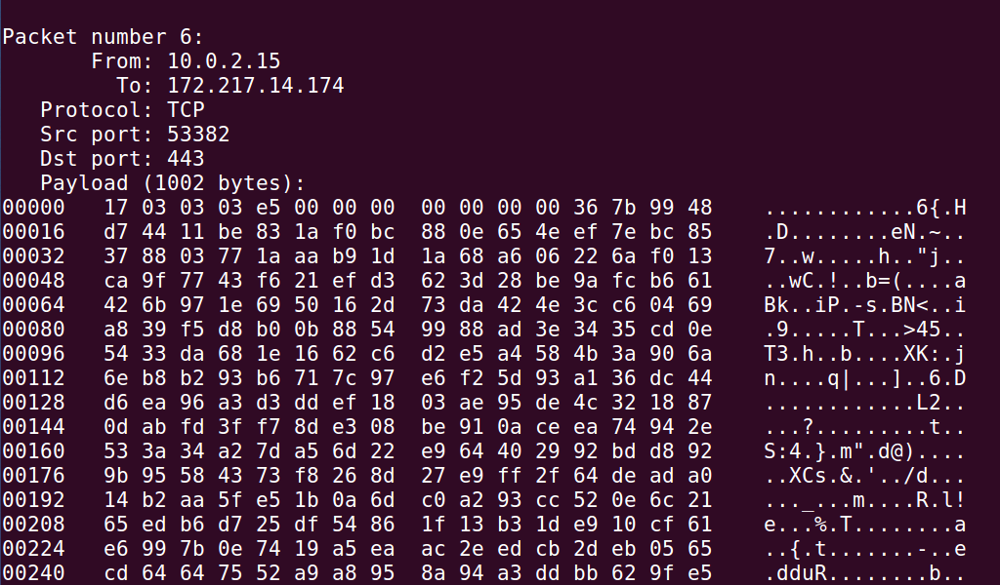 Packet number 6:
From: 10.0.2.15
To: 172.217.14.174
Protocol: TCP
Src port: 53382
Dst port: 443
Payload (1002 bytes):
00000   17 03 03 03 e5 00 00 00  00 00 00 00 36 7b 99 48    ............6{.H
00016   d7 44 11 be 83 1a f0 bc  88 0e 65 4e ef 7e bc 85    .D........eN.~..
00032   37 88 03 77 1a aa b9 1d  1a 68 a6 06 22 6a f0 13    7..w.....h.."j..
00048   ca 9f 77 43 f6 21 ef d3  62 3d 28 be 9a fc b6 61    ..wC.!..b=(....a
00064   42 6b 97 1e 69 50 16 2d  73 da 42 4e 3c c6 04 69    Bk..iP.-s.BN<..i
00080   a8 39 f5 d8 b0 0b 88 54  99 88 ad 3e 34 35 cd 0e    .9.....T...>45..
00096   54 33 da 68 1e 16 62 c6  d2 e5 a4 58 4b 3a 90 6a    T3.h..b....XK:.j
00112   6e b8 b2 93 b6 71 7c 97  e6 f2 5d 93 a1 36 dc 44    n....q|...]..6.D
00128   d6 ea 96 a3 d3 dd ef 18  03 ae 95 de 4c 32 18 87    ............L2..
00144   0d ab fd 3f f7 8d e3 08  be 91 0a ce ea 74 94 2e    ...?.........t..
00160   53 3a 34 a2 7d a5 6d 22  e9 64 40 29 92 bd d8 92    S:4.}.m".d@)....
00176   9b 95 58 43 73 f8 26 8d  27 e9 ff 2f 64 de ad a0    ..XCs.&.'../d...
00192   14 b2 aa 5f e5 1b 0a 6d  c0 a2 93 cc 52 0e 6c 21    ..._...m....R.l!
00208   65 ed b6 d7 25 df 54 86  1f 13 b3 1d e9 10 cf 61    e...%.T........a
00224   e6 99 7b 0e 74 19 a5 ea  ac 2e ed cb 2d eb 05 65    ..{.t.......-..e
00240   cd 64 64 75 52 a9 a8 95  8a 94 a3 dd bb 62 9f e5    .dduR........b..